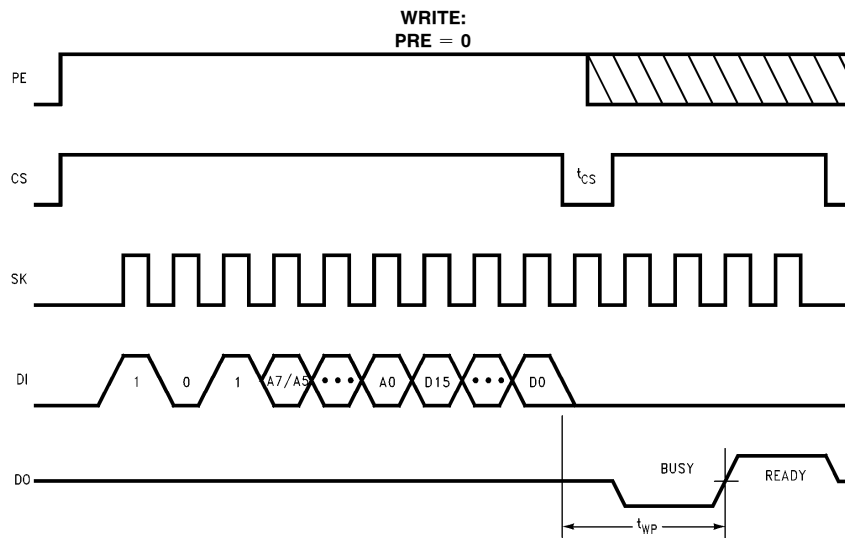 WRITE:
PRE = 0
PE
CS
tCS
SK
DI 1 0 1 A7/A5 ••• A0 D15 ••• D0
BUSY
DO READY
tWP